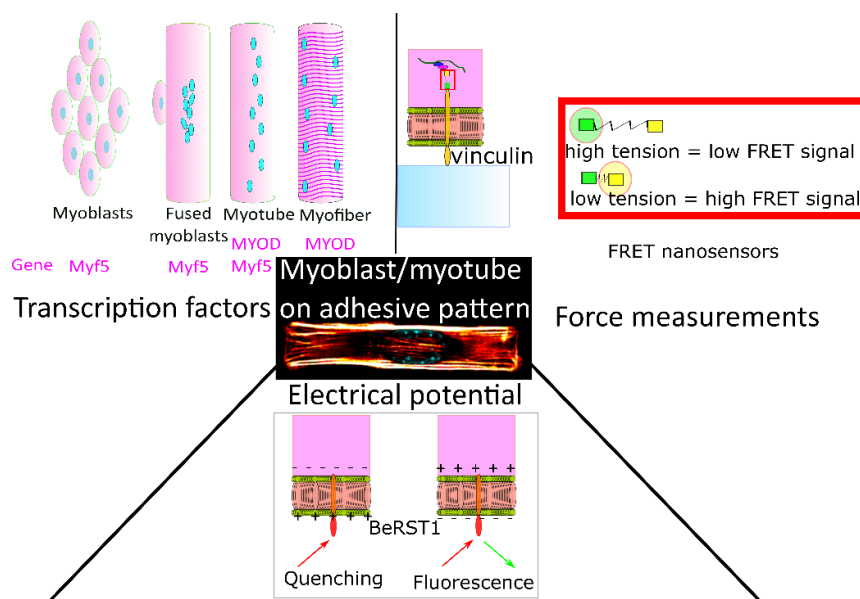 vinculin
high tension = low FRET signal
low tension = high FRET signal
FRET nanosensors
Myoblasts
Fused
myoblasts
Myotube
Myofiber
MYOD
MYOD
Gene
Myf5
Myf5
Myf5
Transcription factors
Myoblast/myotube
on adhesive pattern
Force measurements
Electrical potential
- - - - -
+ + + + +
+ + + + +
- - - - -
BeRST1
Quenching
Fluorescence